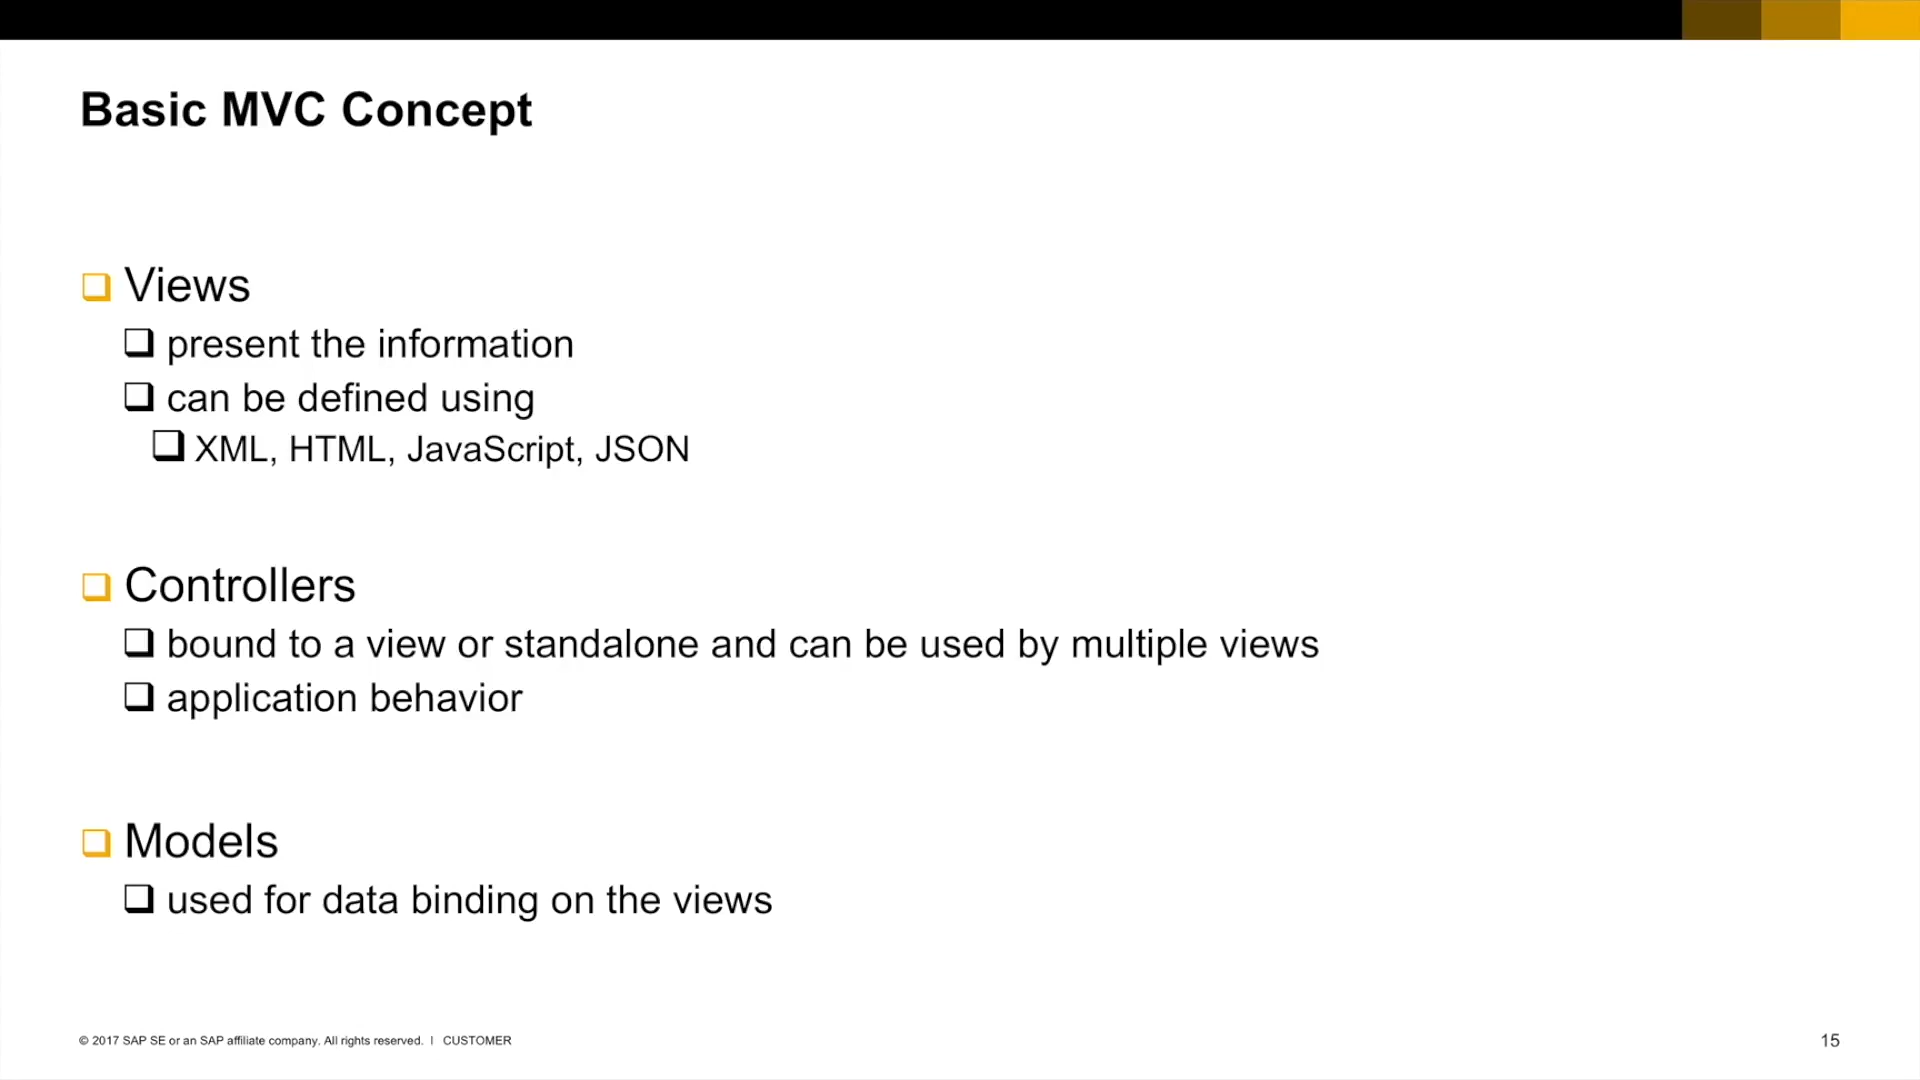 Basic MVC Concept
Views
present the information
can be defined using
XML, HTML, JavaScript, JSON
Controllers
bound to a view or standalone and can be used by multiple views
application behavior
Models
used for data binding on the views
© 2017 SAP SE or an SAP affiliate company. All rights reserved. | CUSTOMER
15